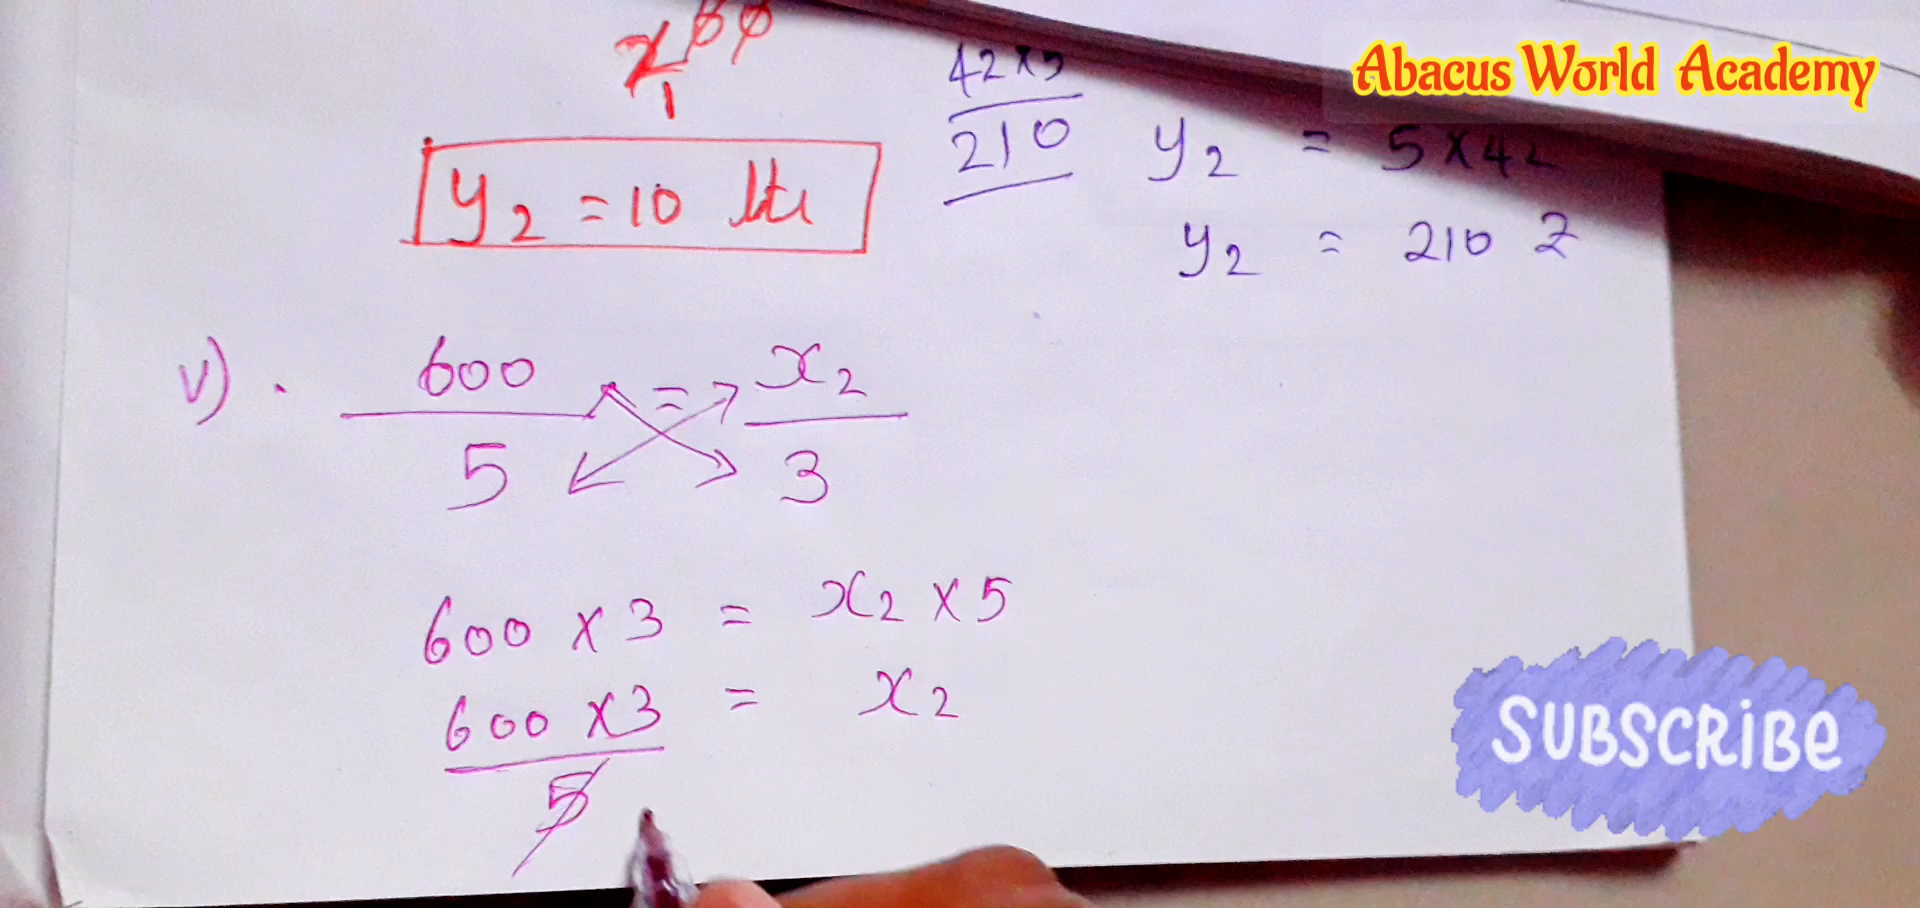 Abacus World Academy
42 x 5
210
y2 = 5 x 42
y2 = 10
y2 = 210
v). 600 = x2
5 3
600 x 3 = x2 x 5
600 x 3 = x2
5
SUBSCRIBE